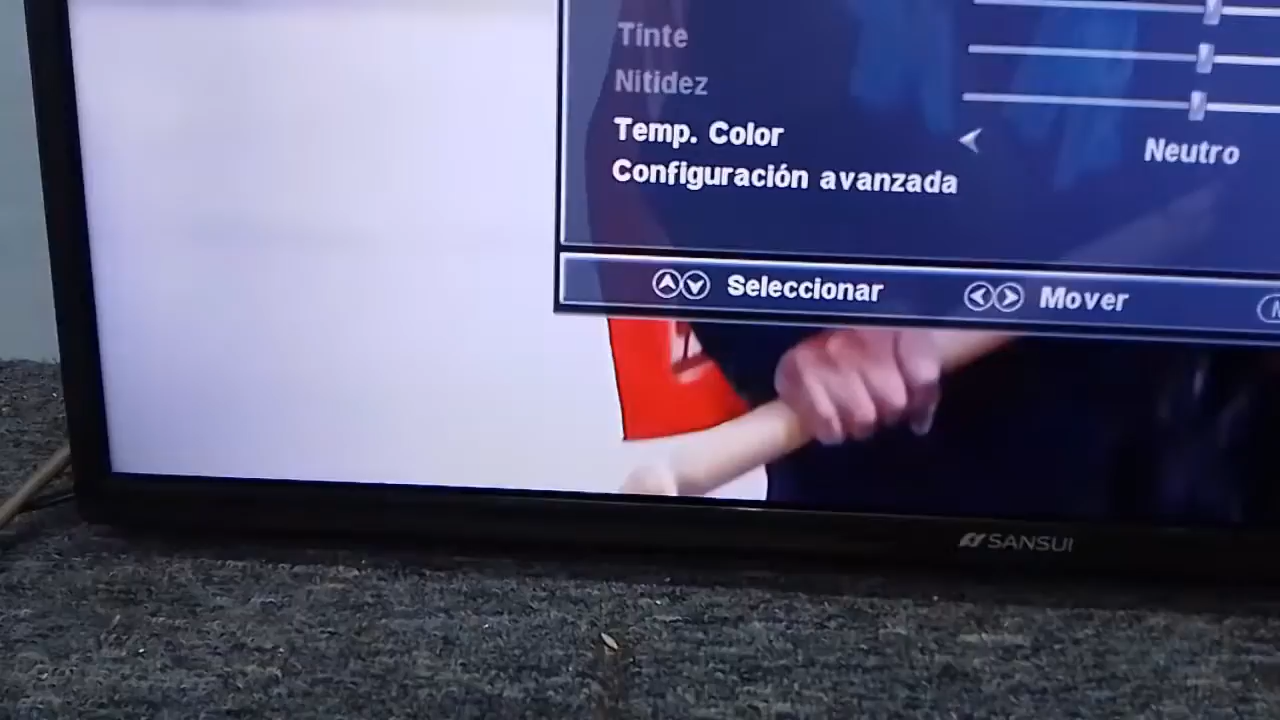 Tinte
Nitidez
Temp. Color
Neutro
Configuración avanzada
Seleccionar
Mover
SANSUI